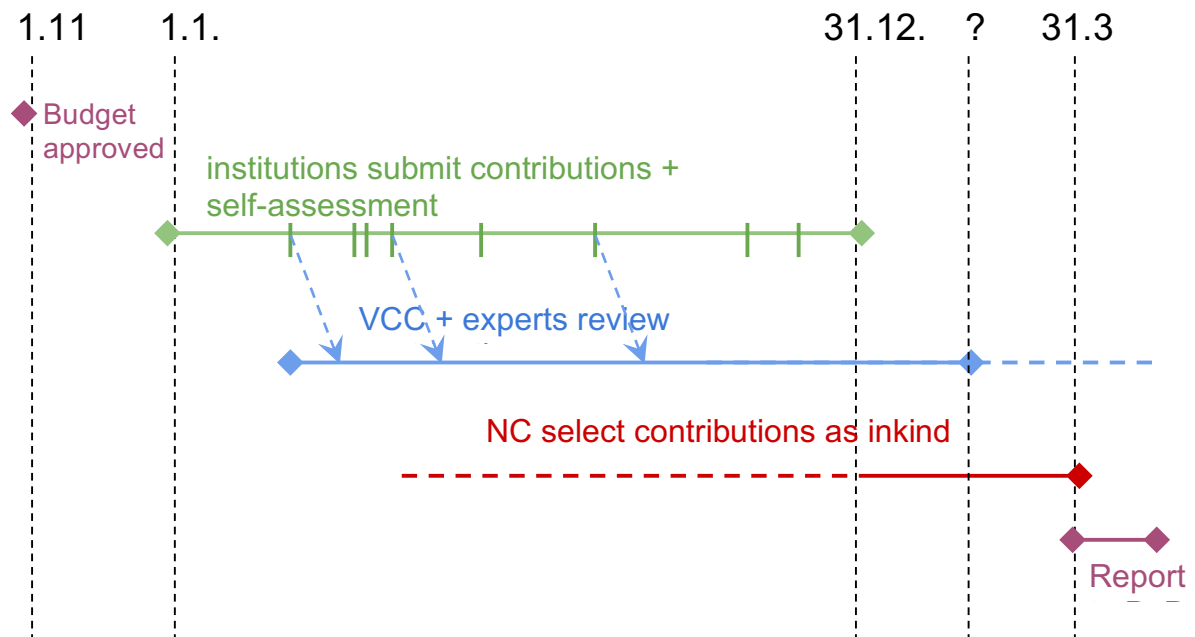 1.11
1.1.
31.12.
?
31.3
Budget
approved
institutions submit contributions +
self-assessment
VCC + experts review
NC select contributions as inkind
Report